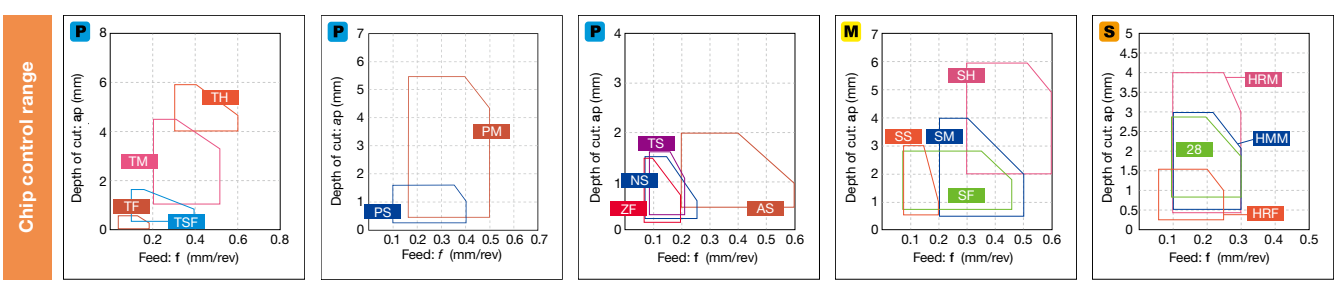 Chip control range
P
Depth of cut: ap (mm)
8
6
4
2
0
TH
TM
TF
TSF
0.2 0.4 0.6 0.8
Feed: f (mm/rev)
P
Depth of cut: ap (mm)
7
6
5
4
3
2
1
0
PM
PS
0.1 0.2 0.3 0.4 0.5 0.6 0.7
Feed: f (mm/rev)
P
Depth of cut: ap (mm)
4
3
2
1
0
TS
NS
ZF
AS
0.1 0.2 0.3 0.4 0.5 0.6
Feed: f (mm/rev)
M
Depth of cut: ap (mm)
7
6
5
4
3
2
1
0
SH
SS
SM
SF
0.1 0.2 0.3 0.4 0.5 0.6
Feed: f (mm/rev)
S
Depth of cut: ap (mm)
5
4.5
4
3.5
3
2.5
2
1.5
1
0.5
0
HRM
HMM
28
HRF
0.1 0.2 0.3 0.4 0.5
Feed: f (mm/rev)